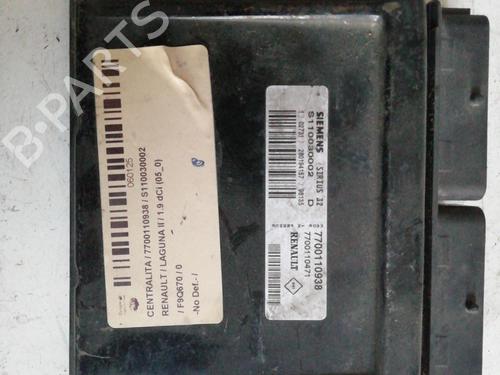 B-PARTS
060125
CENTRALITA / 7700110938 / S110030002
RENAULT / LAGUNA II / 1.9 dCi (05_0)
/ F9Q670 / 0
-No Def.- /
SIEMENS SIRIUS II
S110030002 D
7700110938
7700110471
RENAULT